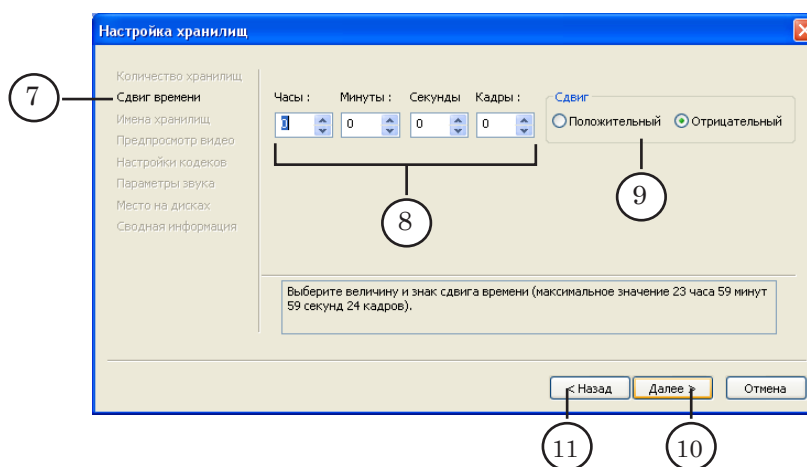 Настройка хранилищ
Количество хранилищ
7
Сдвиг времени
Имена хранилищ
Предпросмотр видео
Настройки кодеков
Параметры звука
Место на дисках
Сводная информация
Часы : Минуты : Секунды Кадры :
0 0 0 0
Сдвиг
Положительный Отрицательный
8
9
Выберите величину и знак сдвига времени (максимальное значение 23 часа 59 минут
59 секунд 24 кадров).
< Назад Далее > Отмена
11 10